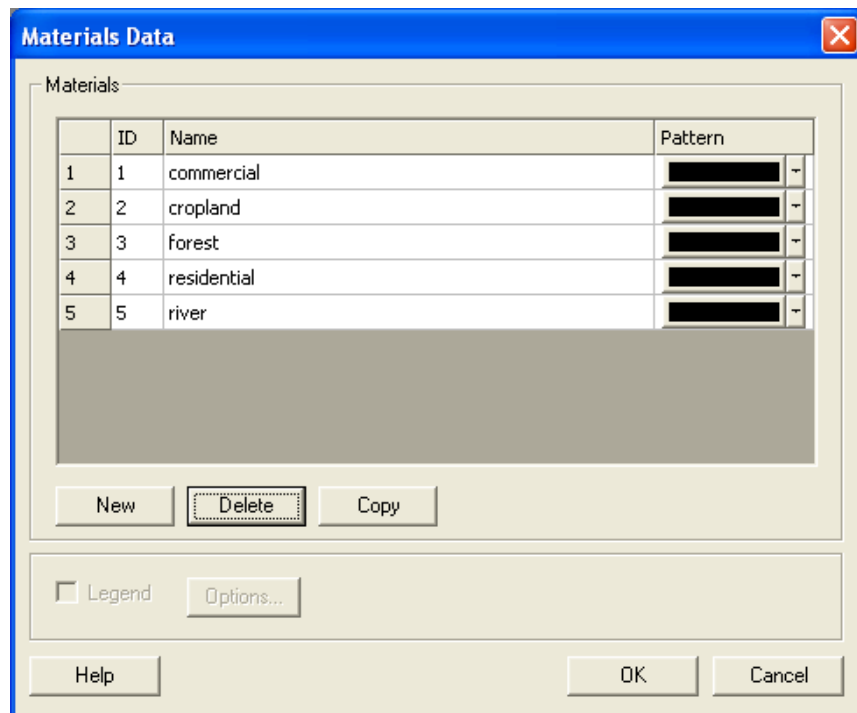 Materials Data
Materials
ID Name Pattern
1 1 commercial
2 2 cropland
3 3 forest
4 4 residential
5 5 river
New Delete Copy
Legend Options...
Help OK Cancel